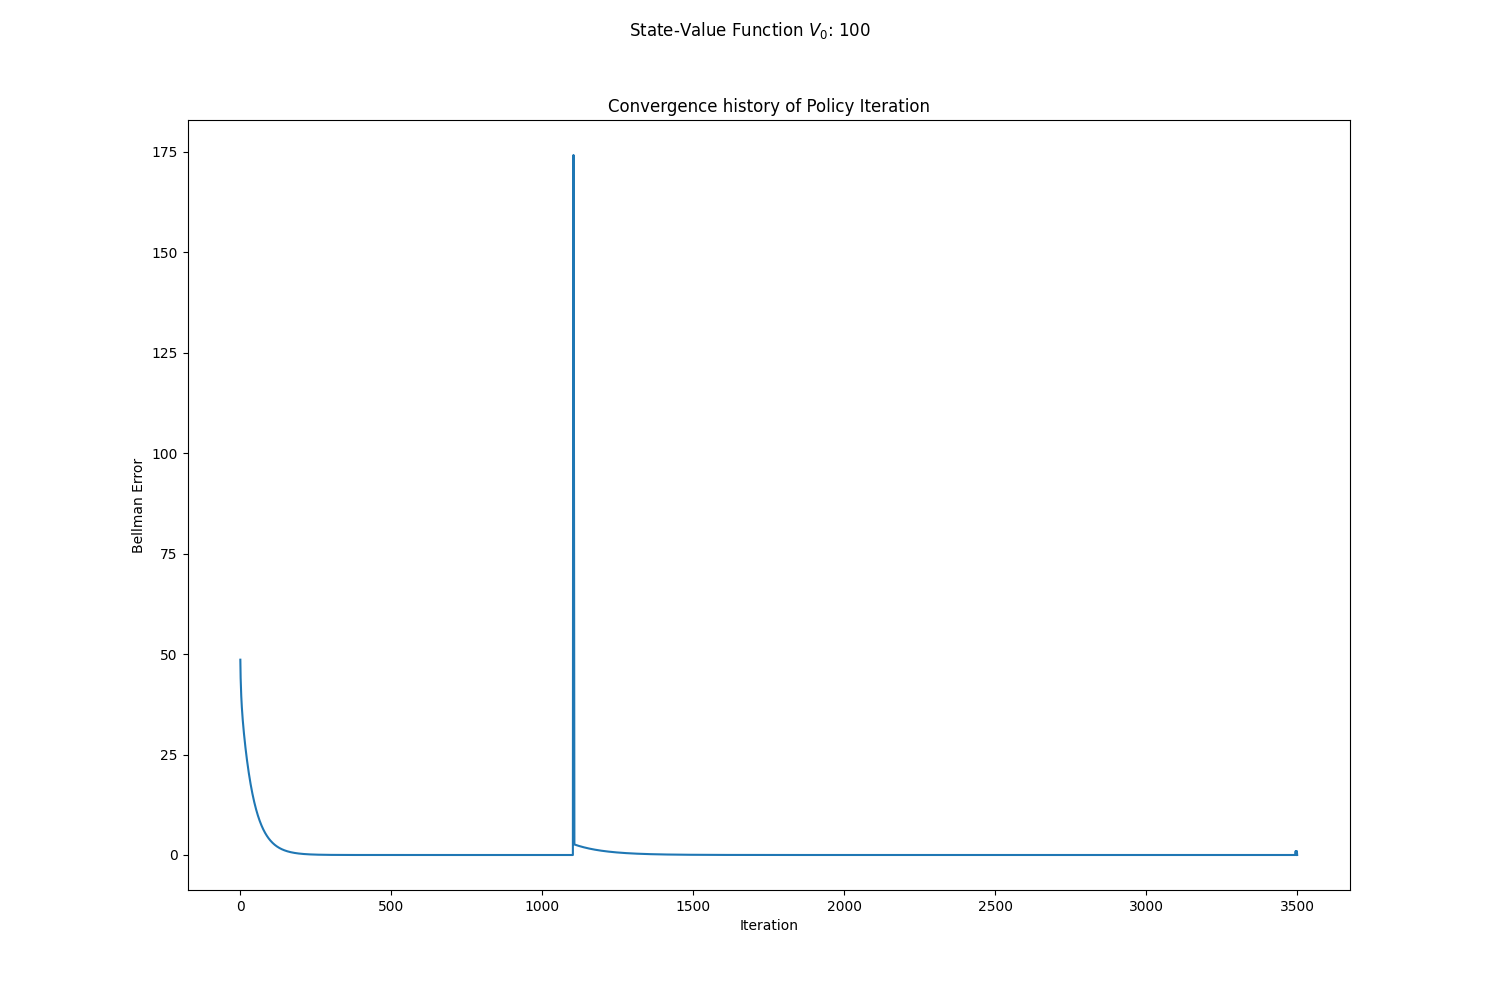 State-Value Function V₀: 100
Convergence history of Policy Iteration
175
150
125
100
75
50
25
0
Bellman Error
0 500 1000 1500 2000 2500 3000 3500
Iteration